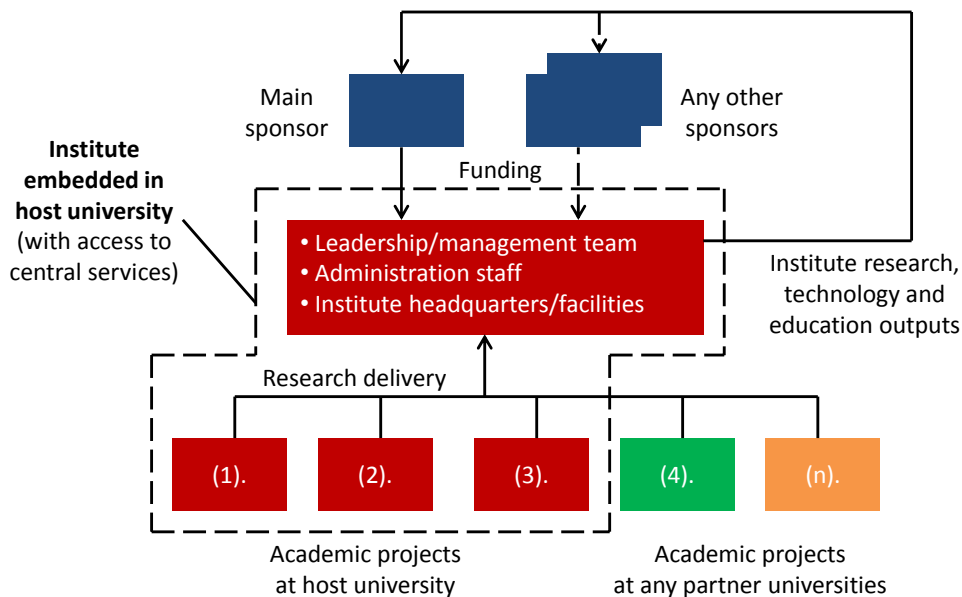 Main
sponsor
Any other
sponsors
Funding
Institute
embedded in
host university
(with access to
central services)
• Leadership/management team
• Administration staff
• Institute headquarters/facilities
Institute research,
technology and
education outputs
Research delivery
(1).
(2).
(3).
(4).
(n).
Academic projects
at host university
Academic projects
at any partner universities